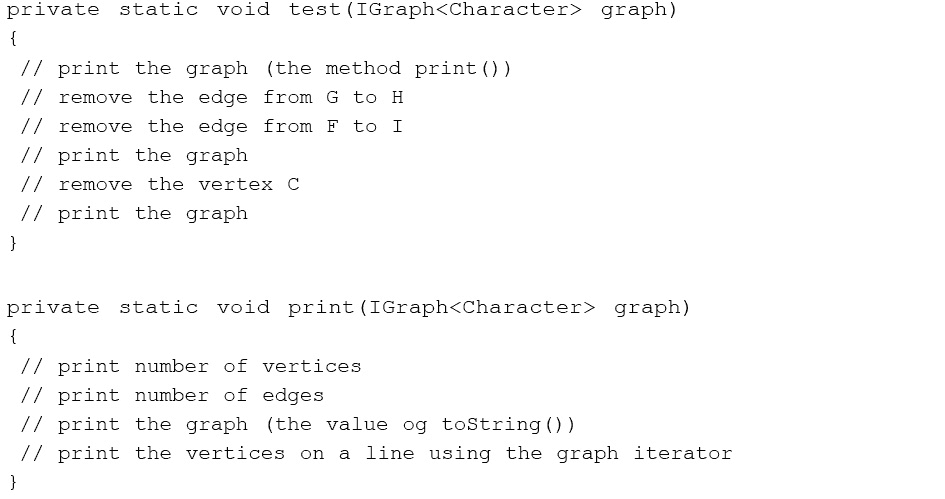 private static void test(IGraph<Character> graph)
{
// print the graph (the method print())
// remove the edge from G to H
// remove the edge from F to I
// print the graph
// remove the vertex C
// print the graph
}
private static void print(IGraph<Character> graph)
{
// print number of vertices
// print number of edges
// print the graph (the value og toString())
// print the vertices on a line using the graph iterator
}